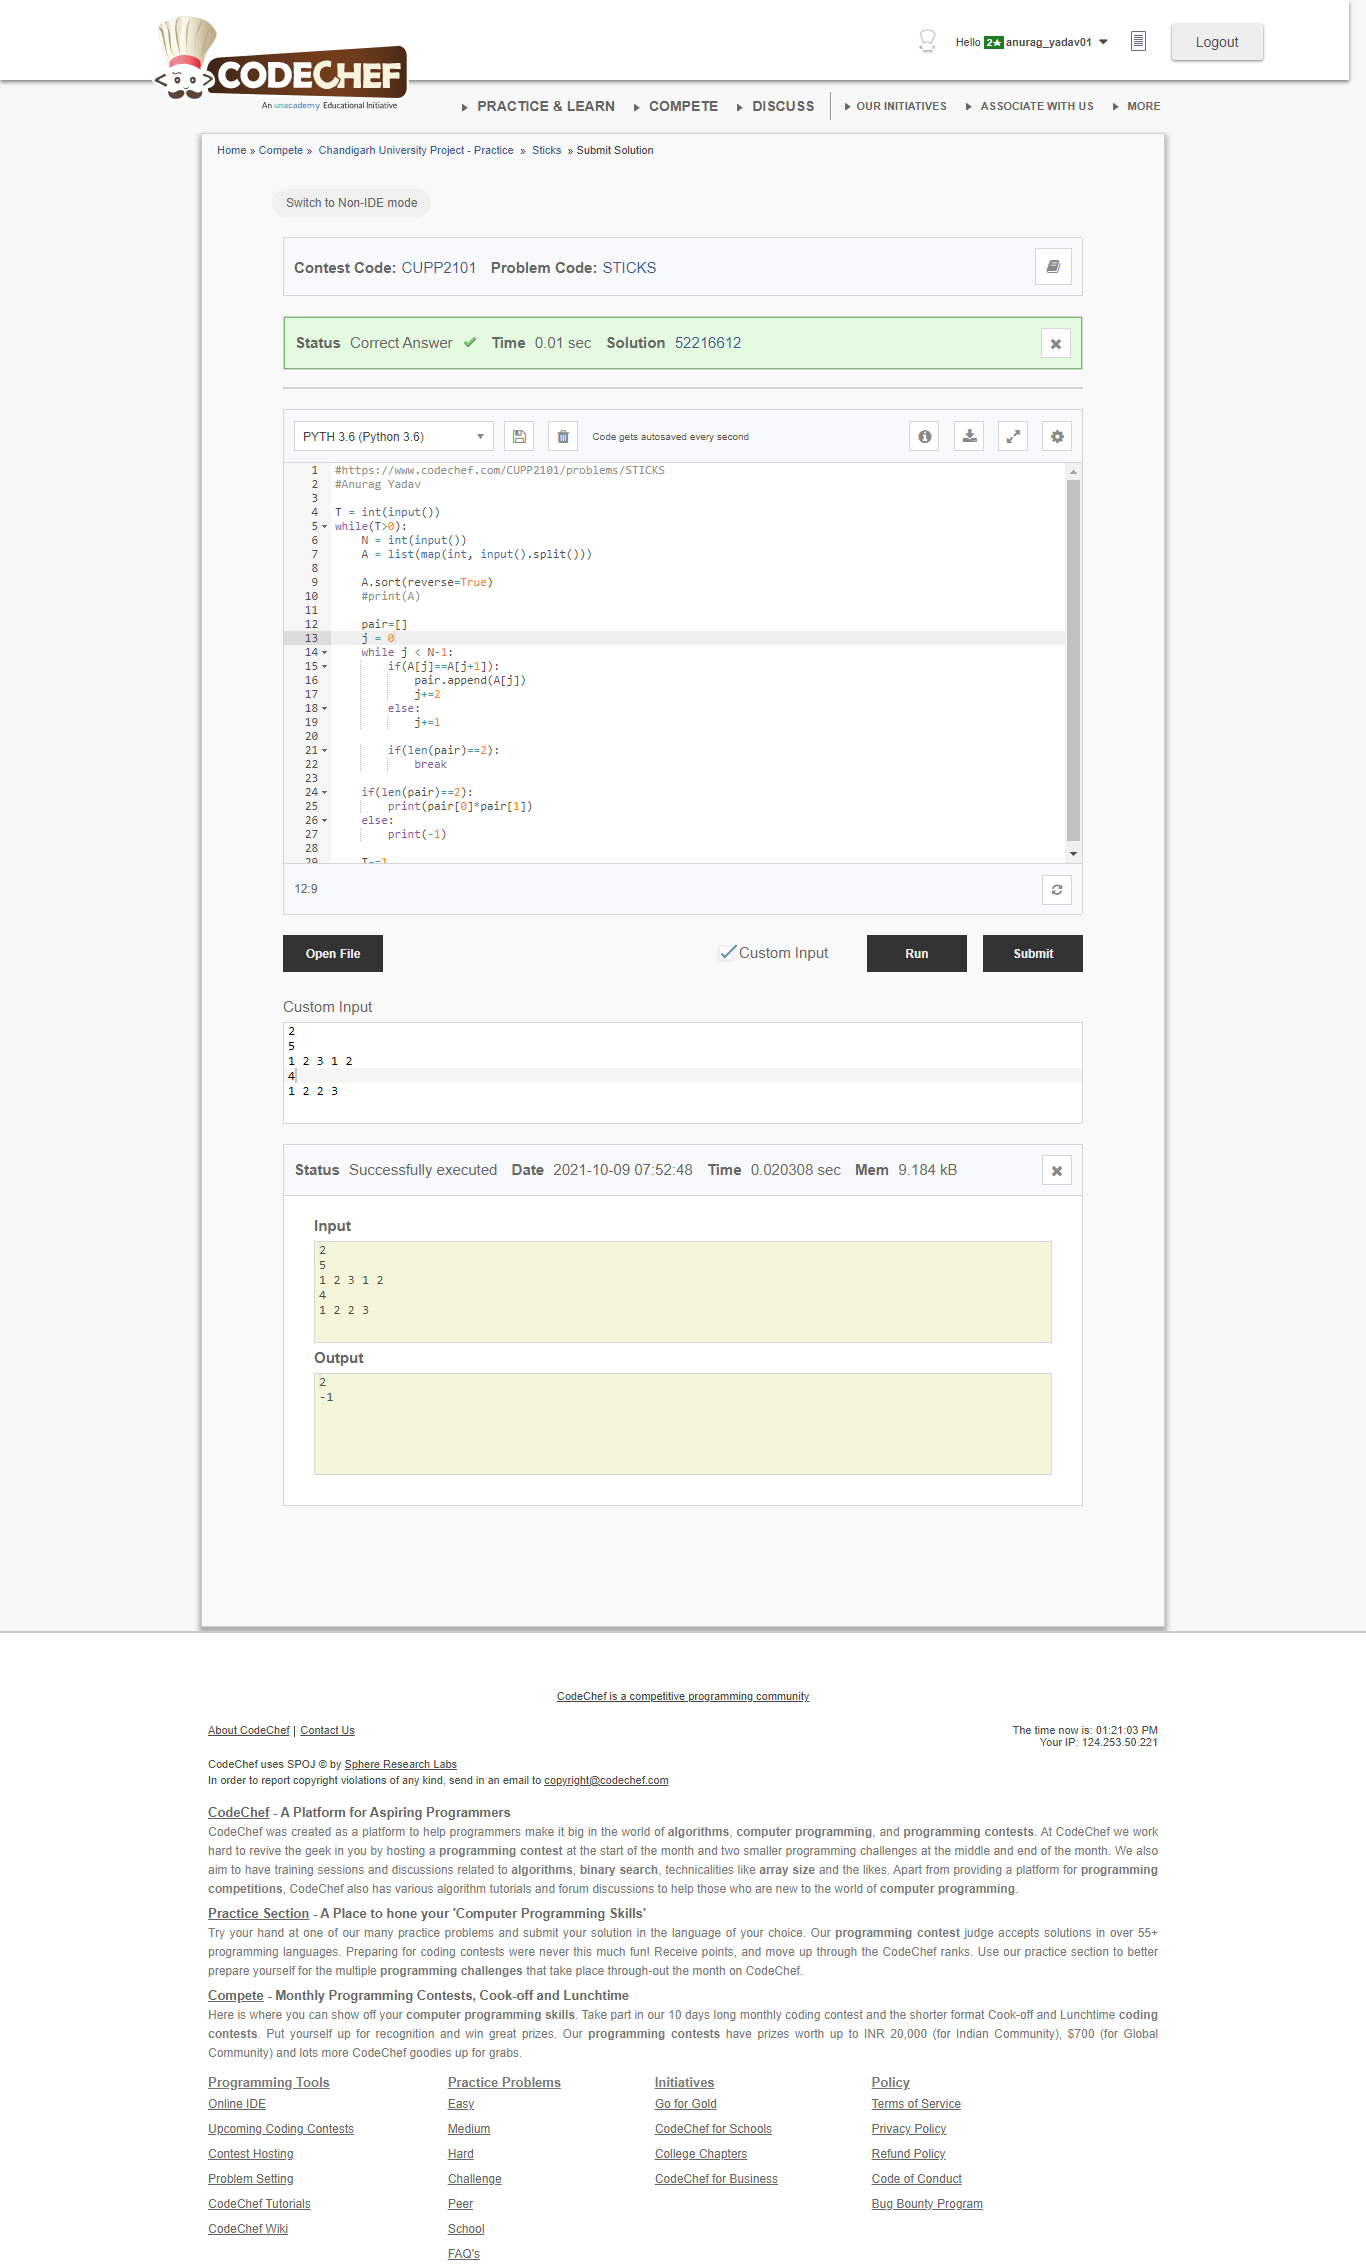 CODECHEF
An unacademy Educational Initiative
Hello 2★ anurag_yadav01
Logout
PRACTICE & LEARN COMPETE DISCUSS OUR INITIATIVES ASSOCIATE WITH US MORE
Home » Compete » Chandigarh University Project - Practice » Sticks » Submit Solution
Switch to Non-IDE mode
Contest Code: CUPP2101 Problem Code: STICKS
Status Correct Answer Time 0.01 sec Solution 52216612
PYTH 3.6 (Python 3.6) Code gets autosaved every second
1 #https://www.codechef.com/CUPP2101/problems/STICKS
2 #Anurag Yadav
3
4 T = int(input())
5 while(T>0):
6     N = int(input())
7     A = list(map(int, input().split()))
8
9     A.sort(reverse=True)
10     #print(A)
11
12     pair=[]
13     j = 0
14     while j < N-1:
15         if(A[j]==A[j+1]):
16             pair.append(A[j])
17             j+=2
18         else:
19             j+=1
20
21         if(len(pair)==2):
22             break
23
24     if(len(pair)==2):
25         print(pair[0]*pair[1])
26     else:
27         print(-1)
28
29     T-=1
12:9
Open File Custom Input Run Submit
Custom Input
2
5
1 2 3 1 2
4
1 2 2 3
Status Successfully executed Date 2021-10-09 07:52:48 Time 0.020308 sec Mem 9.184 kB
Input
2
5
1 2 3 1 2
4
1 2 2 3
Output
2
-1
CodeChef is a competitive programming community
About CodeChef | Contact Us
The time now is: 01:21:03 PM
Your IP: 124.253.50.221
CodeChef uses SPOJ © by Sphere Research Labs
In order to report copyright violations of any kind, send in an email to copyright@codechef.com
CodeChef - A Platform for Aspiring Programmers
CodeChef was created as a platform to help programmers make it big in the world of algorithms, computer programming, and programming contests. At CodeChef we work
hard to revive the geek in you by hosting a programming contest at the start of the month and two smaller programming challenges at the middle and end of the month. We also
aim to have training sessions and discussions related to algorithms, binary search, technicalities like array size and the likes. Apart from providing a platform for programming
competitions, CodeChef also has various algorithm tutorials and forum discussions to help those who are new to the world of computer programming.
Practice Section - A Place to hone your 'Computer Programming Skills'
Try your hand at one of our many practice problems and submit your solution in the language of your choice. Our programming contest judge accepts solutions in over 55+
programming languages. Preparing for coding contests were never this much fun! Receive points, and move up through the CodeChef ranks. Use our practice section to better
prepare yourself for the multiple programming challenges that take place through-out the month on CodeChef.
Compete - Monthly Programming Contests, Cook-off and Lunchtime
Here is where you can show off your computer programming skills. Take part in our 10 days long monthly coding contest and the shorter format Cook-off and Lunchtime coding
contests. Put yourself up for recognition and win great prizes. Our programming contests have prizes worth up to INR 20,000 (for Indian Community), $700 (for Global
Community) and lots more CodeChef goodies up for grabs.
Programming Tools Practice Problems Initiatives Policy
Online IDE Easy Go for Gold Terms of Service
Upcoming Coding Contests Medium CodeChef for Schools Privacy Policy
Contest Hosting Hard College Chapters Refund Policy
Problem Setting Challenge CodeChef for Business Code of Conduct
CodeChef Tutorials Peer Bug Bounty Program
CodeChef Wiki School
FAQ's